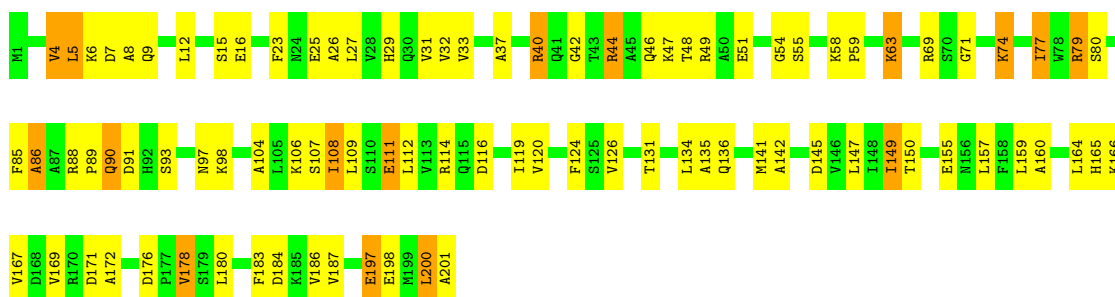 M1 V4 L5 K6 D7 A8 Q9 L12 S15 E16 F23 N24 E25 A26 L27 V28 H29 Q30 V31 V32 V33 A37 R40 Q41 G42 T43 R44 A45 Q46 K47 T48 R49 A50 E51 G54 S55 K58 P59 K63 R69 S70 G71 K74 I77 W78 R79 S80
F85 A86 A87 R88 P89 Q90 D91 H92 S93 N97 K98 A104 L105 K106 S107 I108 L109 S110 E111 L112 V113 R114 Q115 D116 I119 V120 F124 S125 V126 T131 L134 A135 Q136 M141 A142 D145 V146 L147 I148 I149 T150 E155 N156 L157 F158 L159 A160 L164 H165 K166
V167 D168 V169 R170 D171 A172 D176 P177 V178 S179 L180 F183 D184 K185 V186 V187 E197 E198 M199 L200 A201